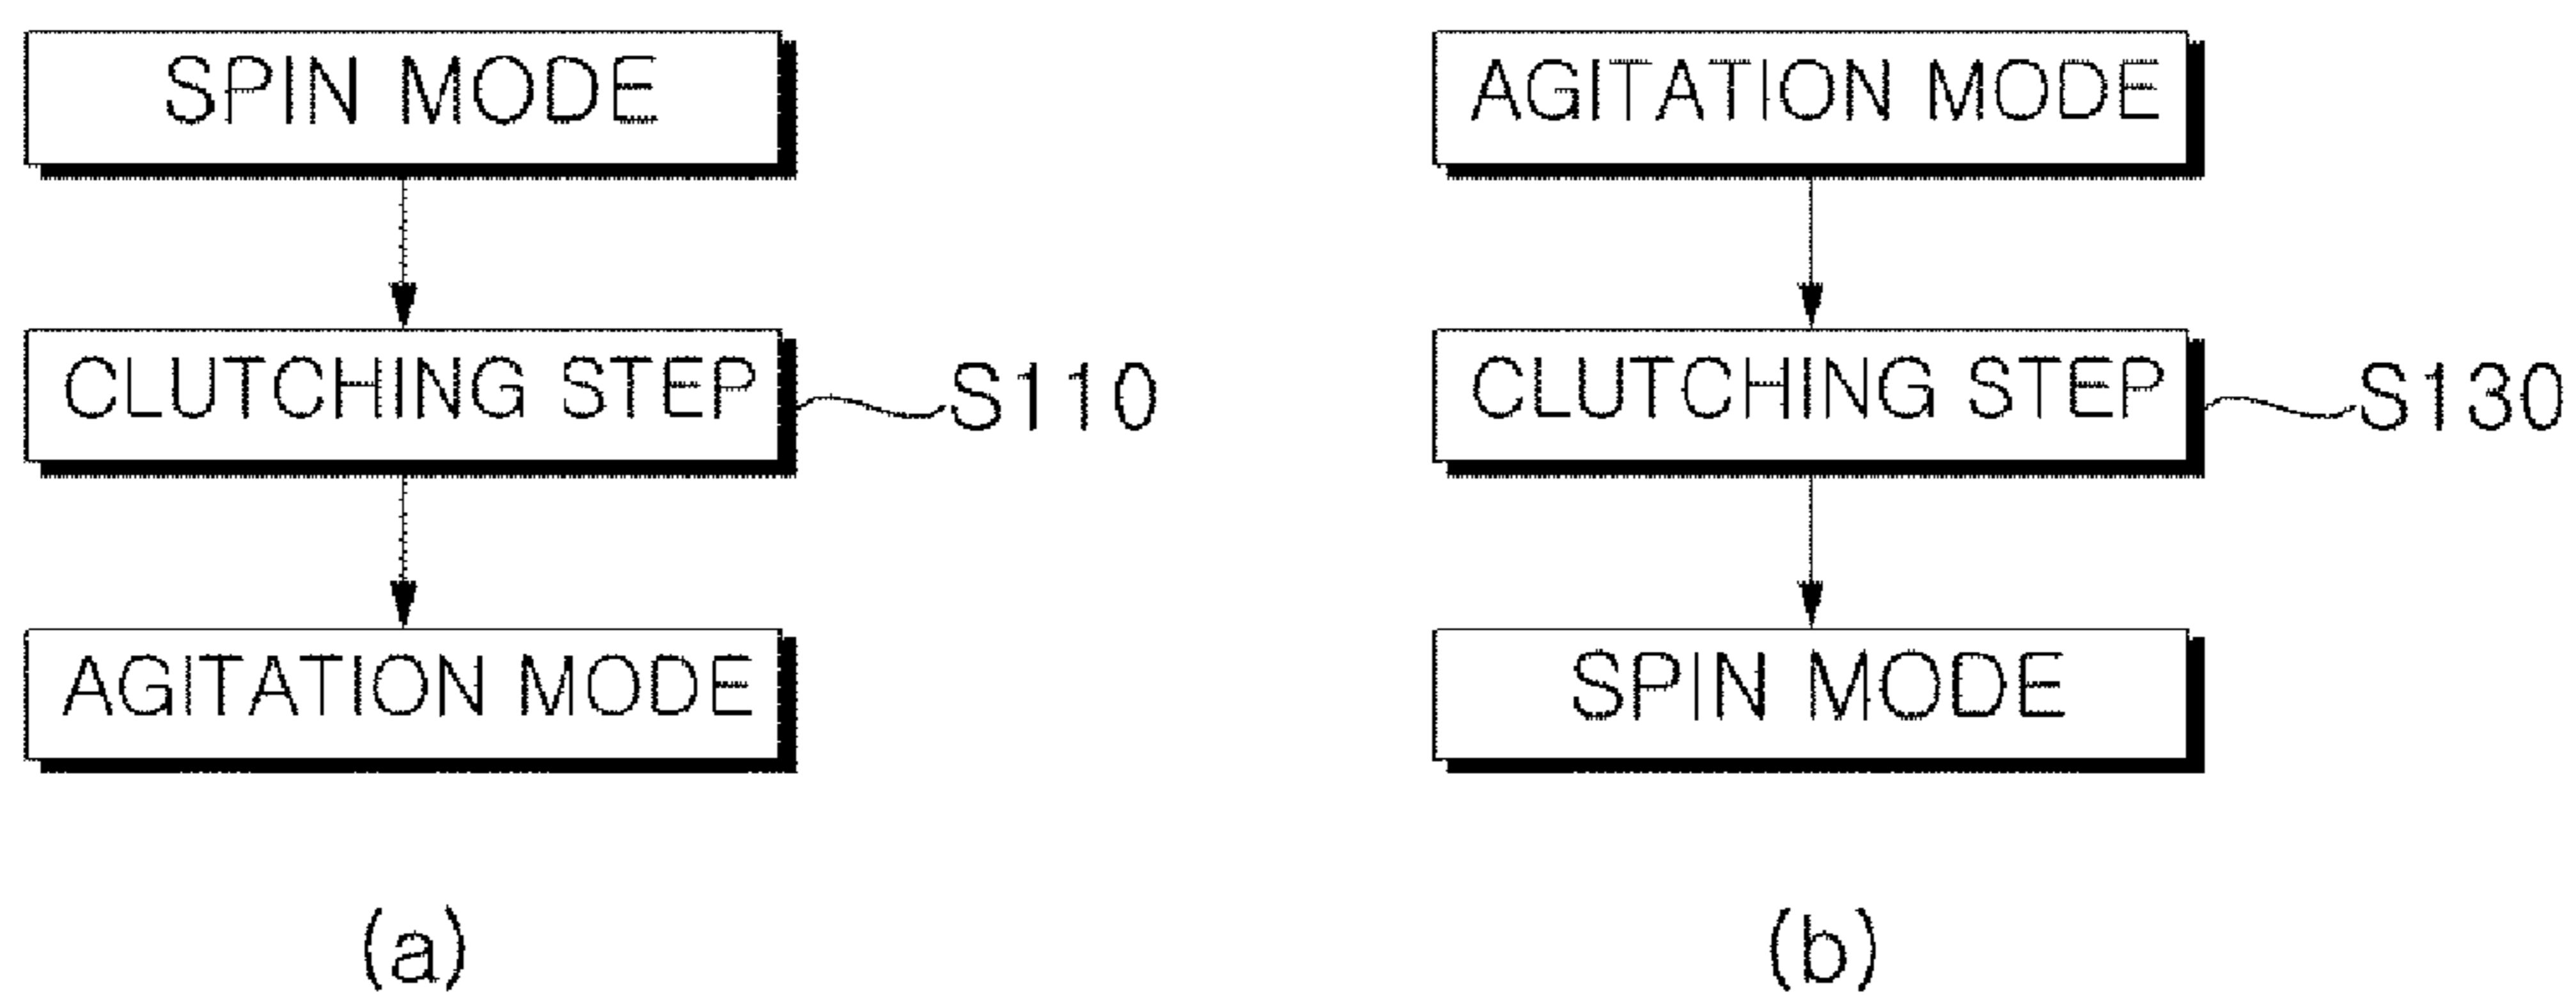 SPIN MODE
CLUTCHING STEP
S110
AGITATION MODE
(a)
AGITATION MODE
CLUTCHING STEP
S130
SPIN MODE
(b)